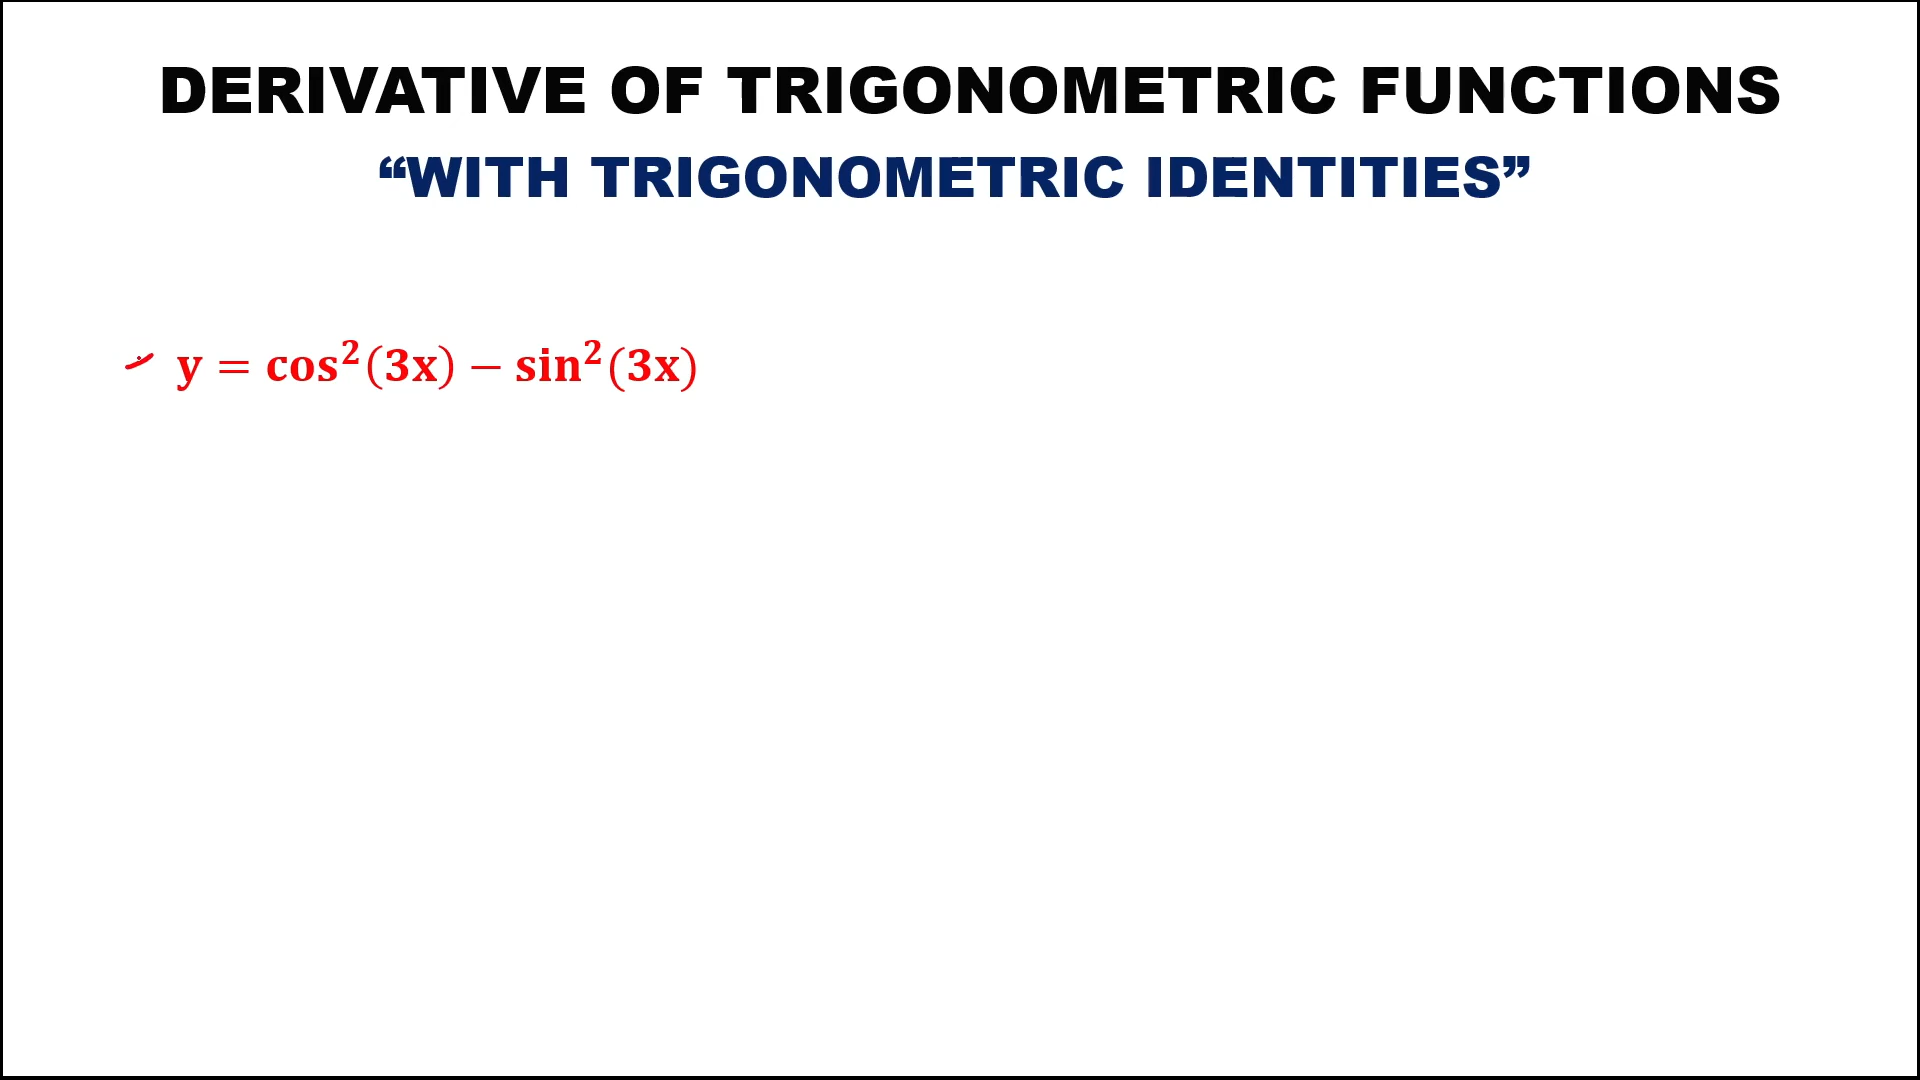 DERIVATIVE OF TRIGONOMETRIC FUNCTIONS
“WITH TRIGONOMETRIC IDENTITIES”
y = cos²(3x) − sin²(3x)